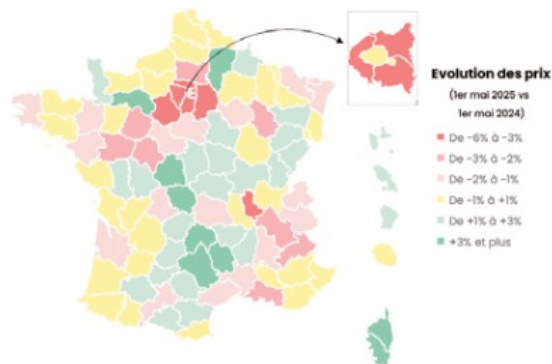 Evolution des prix
(1er mai 2025 vs
1er mai 2024)
De -6% à -3%
De -3% à -2%
De -2% à -1%
De -1% à +1%
De +1% à +3%
+3% et plus